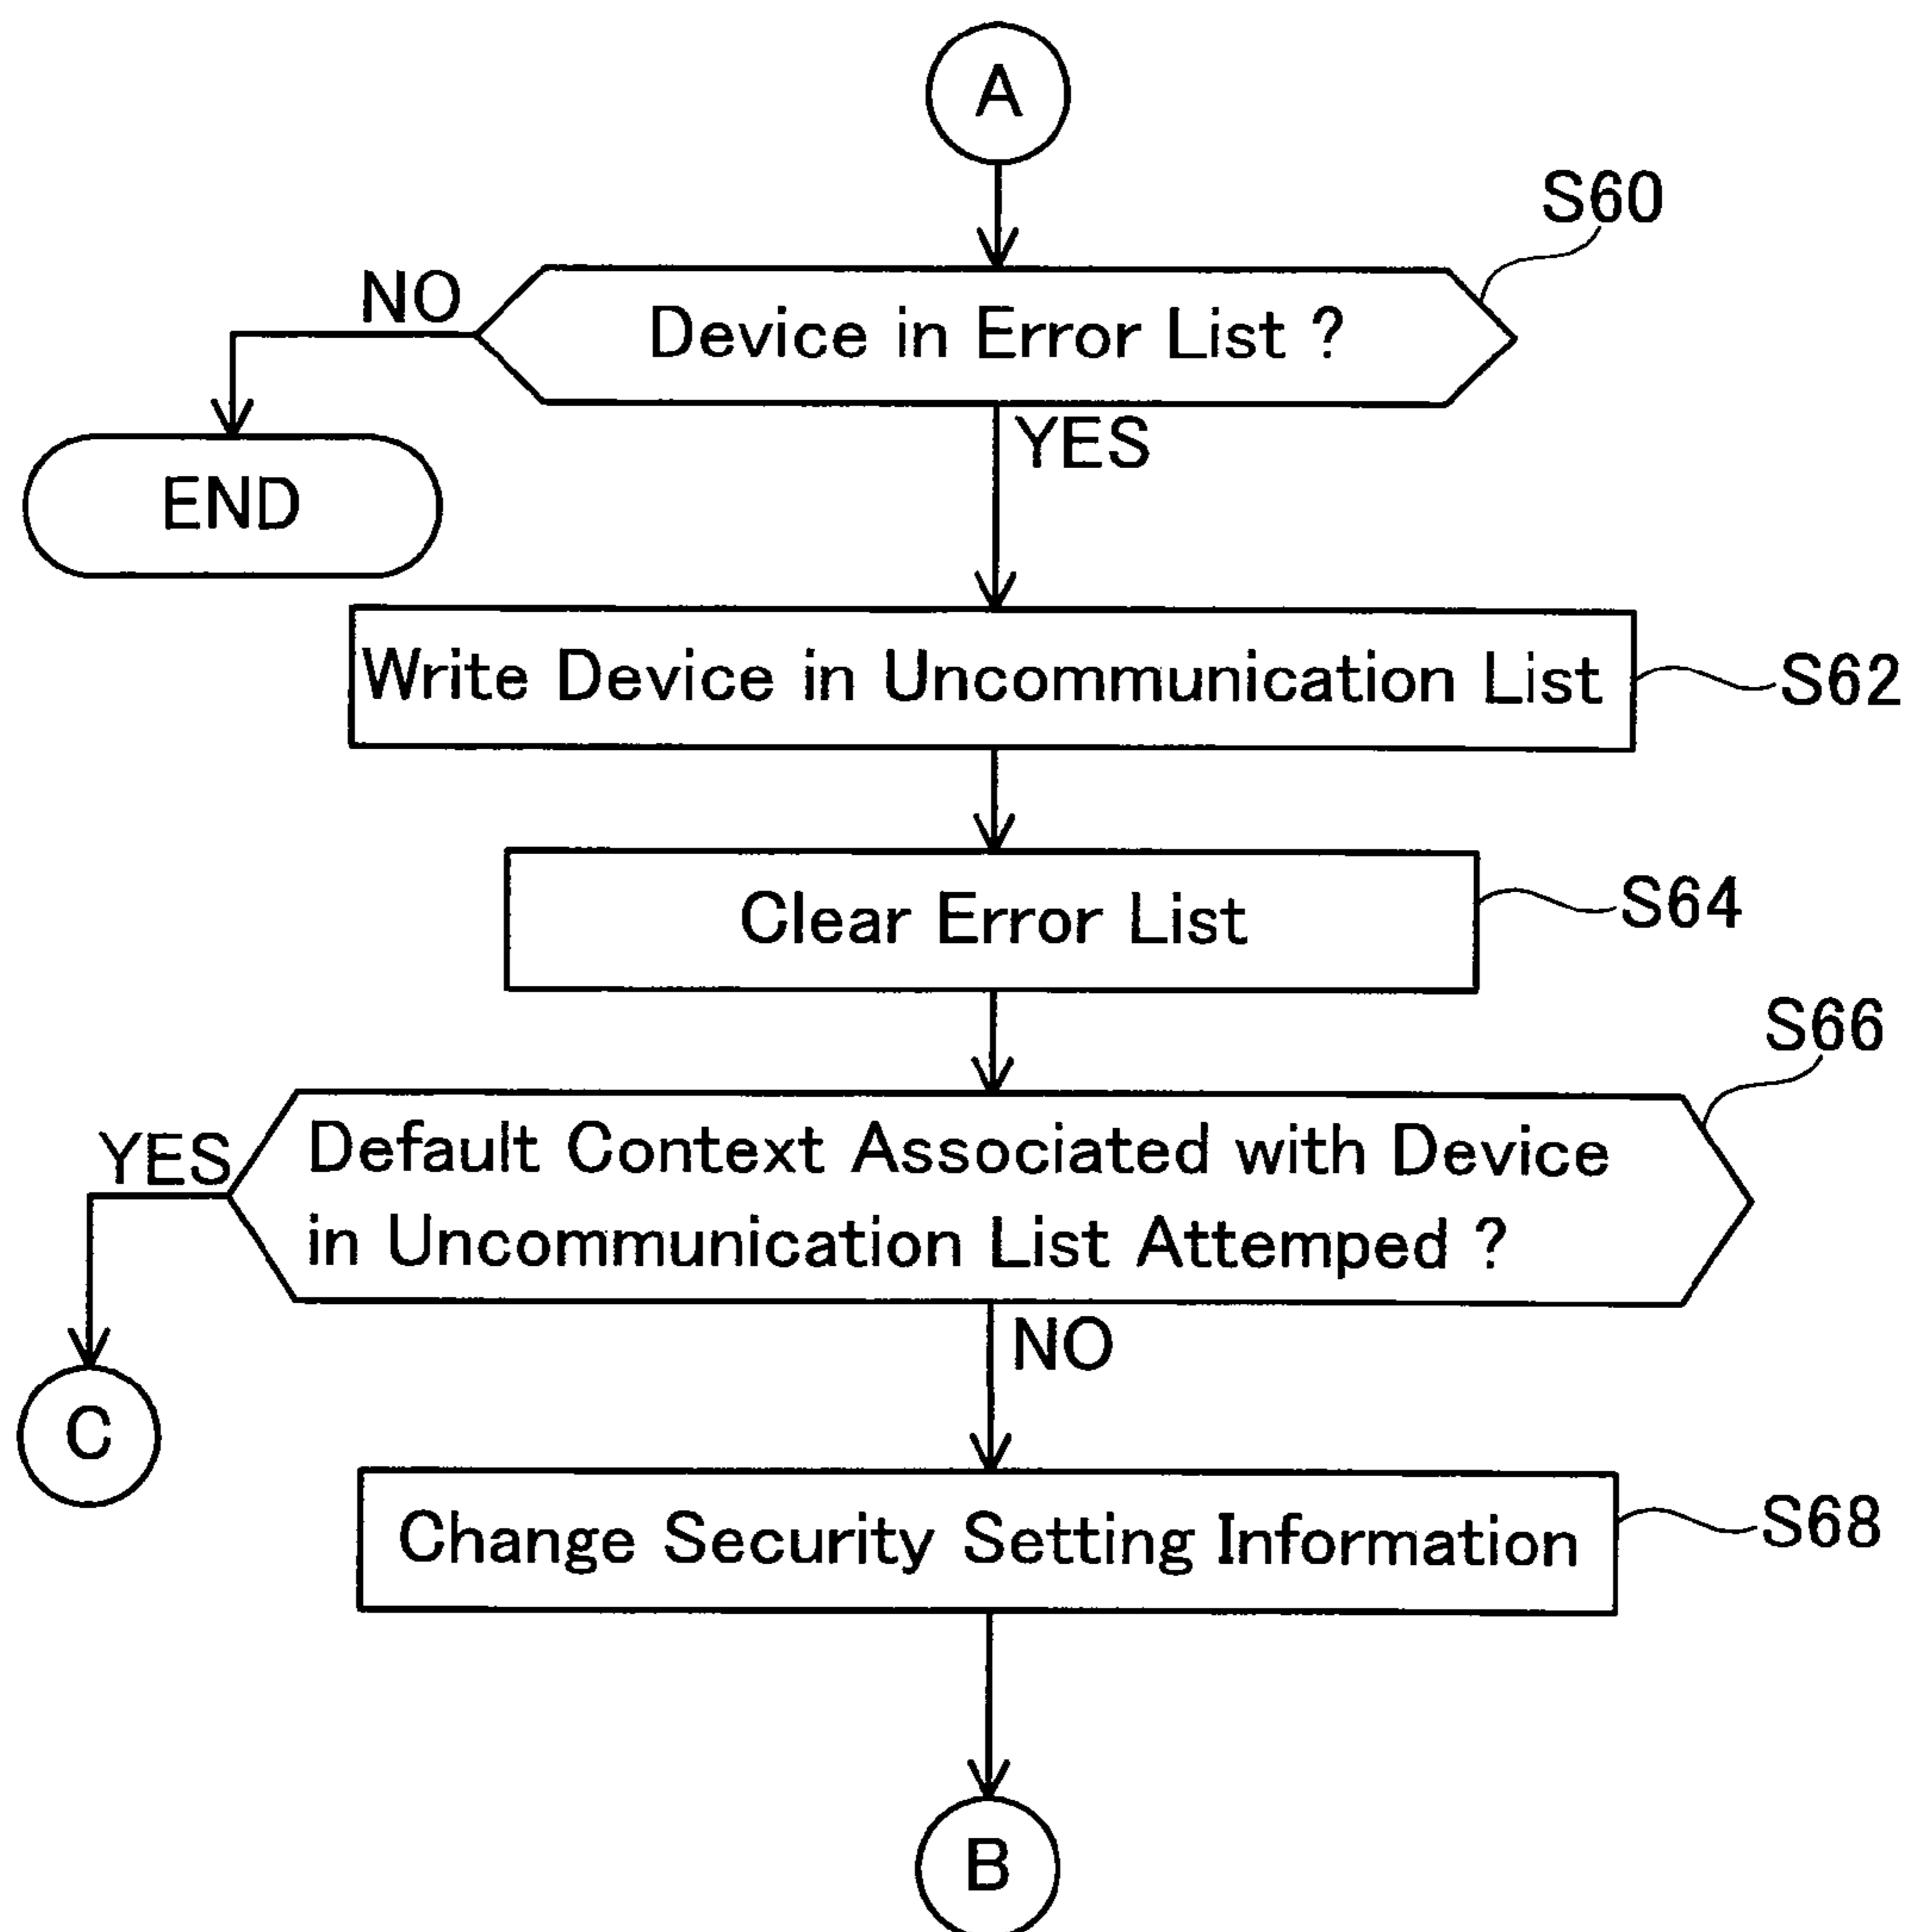 A
S60
NO
Device in Error List ?
YES
END
Write Device in Uncommunication List
S62
Clear Error List
S64
S66
YES
Default Context Associated with Device
in Uncommunication List Attemped ?
NO
C
Change Security Setting Information
S68
B